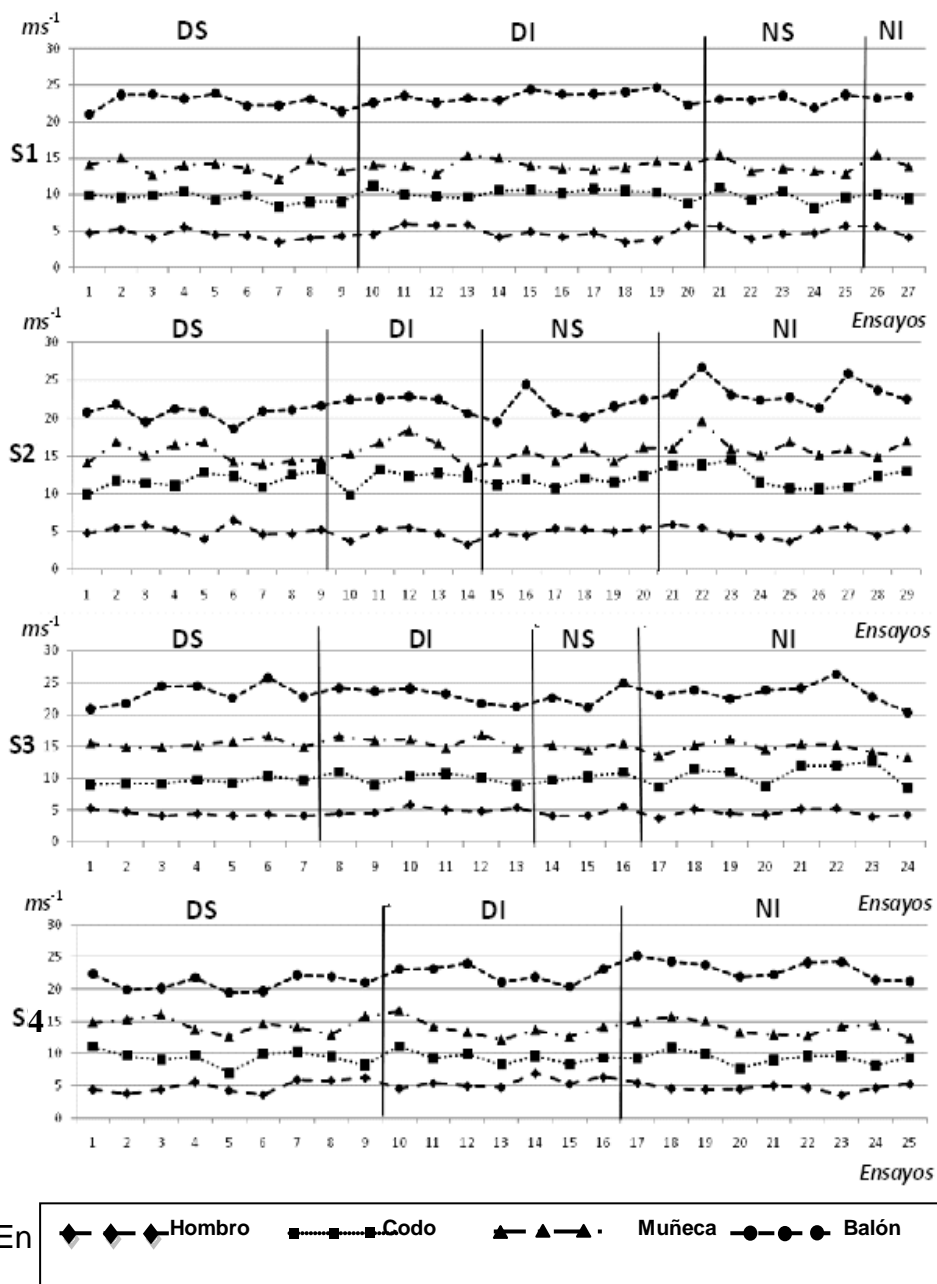 ms-1 DS DI NS NI
30
25
20
S1 15
10
5
0
1 2 3 4 5 6 7 8 9 10 11 12 13 14 15 16 17 18 19 20 21 22 23 24 25 26 27
ms-1 DS DI NS NI Ensayos
30
25
20
S2 15
10
5
0
1 2 3 4 5 6 7 8 9 10 11 12 13 14 15 16 17 18 19 20 21 22 23 24 25 26 27 28 29
ms-1 DS DI NS NI Ensayos
30
25
20
S3 15
10
5
0
1 2 3 4 5 6 7 8 9 10 11 12 13 14 15 16 17 18 19 20 21 22 23 24
ms-1 DS DI NI Ensayos
30
25
20
S4 15
10
5
0
1 2 3 4 5 6 7 8 9 10 11 12 13 14 15 16 17 18 19 20 21 22 23 24 25
Ensayos
En Hombro Codo Muñeca Balón